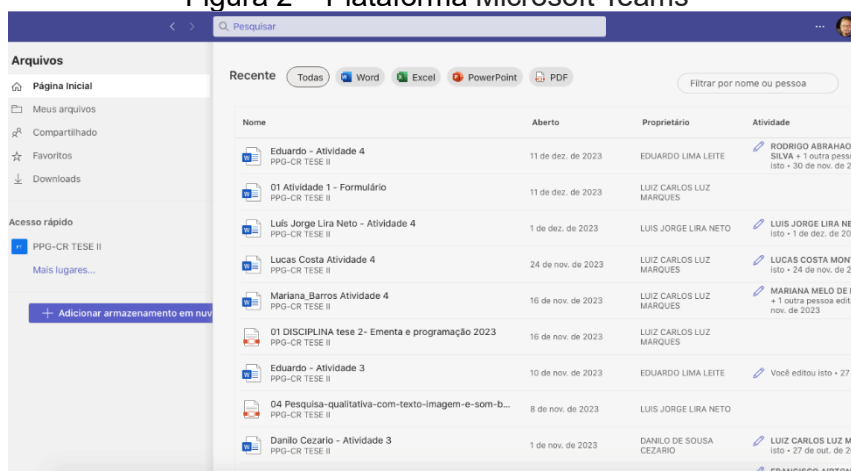 Figura 2 – Plataforma Microsoft Teams
Pesquisar
Arquivos
Página Inicial
Meus arquivos
Compartilhado
Favoritos
Downloads
Acesso rápido
PPG-CR TESE II
Mais lugares...
Adicionar armazenamento em nuv
Recente Todas Word Excel PowerPoint PDF
Filtrar por nome ou pessoa
Nome Aberto Proprietário Atividade
Eduardo - Atividade 4
PPG-CR TESE II
11 de dez. de 2023
EDUARDO LIMA LEITE
RODRIGO ABRAHAO
SILVA + 1 outra pesso
isto • 30 de nov. de 2
01 Atividade 1 - Formulário
PPG-CR TESE II
11 de dez. de 2023
LUIZ CARLOS LUZ
MARQUES
Luís Jorge Lira Neto - Atividade 4
PPG-CR TESE II
1 de dez. de 2023
LUIS JORGE LIRA NETO
LUIS JORGE LIRA NE
isto • 1 de dez. de 20
Lucas Costa Atividade 4
PPG-CR TESE II
24 de nov. de 2023
LUIZ CARLOS LUZ
MARQUES
LUCAS COSTA MON
isto • 24 de nov. de 2
Mariana_Barros Atividade 4
PPG-CR TESE II
16 de nov. de 2023
LUIZ CARLOS LUZ
MARQUES
MARIANA MELO DE
+ 1 outra pessoa edit
nov. de 2023
01 DISCIPLINA tese 2- Ementa e programação 2023
PPG-CR TESE II
16 de nov. de 2023
LUIZ CARLOS LUZ
MARQUES
Eduardo - Atividade 3
PPG-CR TESE II
10 de nov. de 2023
EDUARDO LIMA LEITE
Você editou isto • 27
04 Pesquisa-qualitativa-com-texto-imagem-e-som-b...
PPG-CR TESE II
8 de nov. de 2023
LUIS JORGE LIRA NETO
Danilo Cezario - Atividade 3
PPG-CR TESE II
1 de nov. de 2023
DANILO DE SOUSA
CEZARIO
LUIZ CARLOS LUZ M
isto • 27 de out. de 2